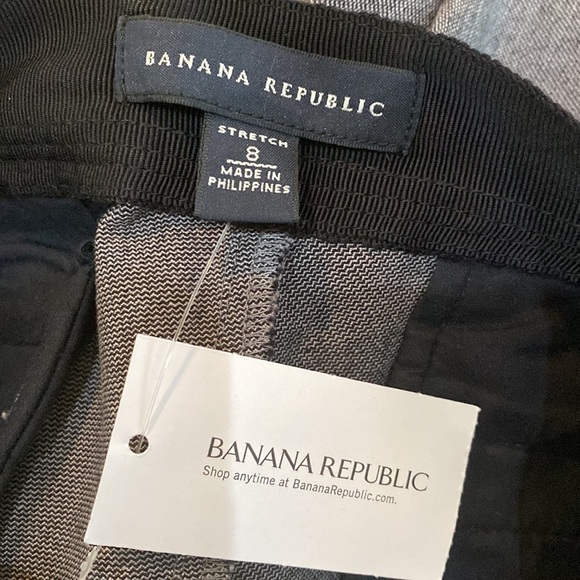 BANANA REPUBLIC
STRETCH
8
MADE IN
PHILIPPINES
BANANA REPUBLIC
Shop anytime at BananaRepublic.com.